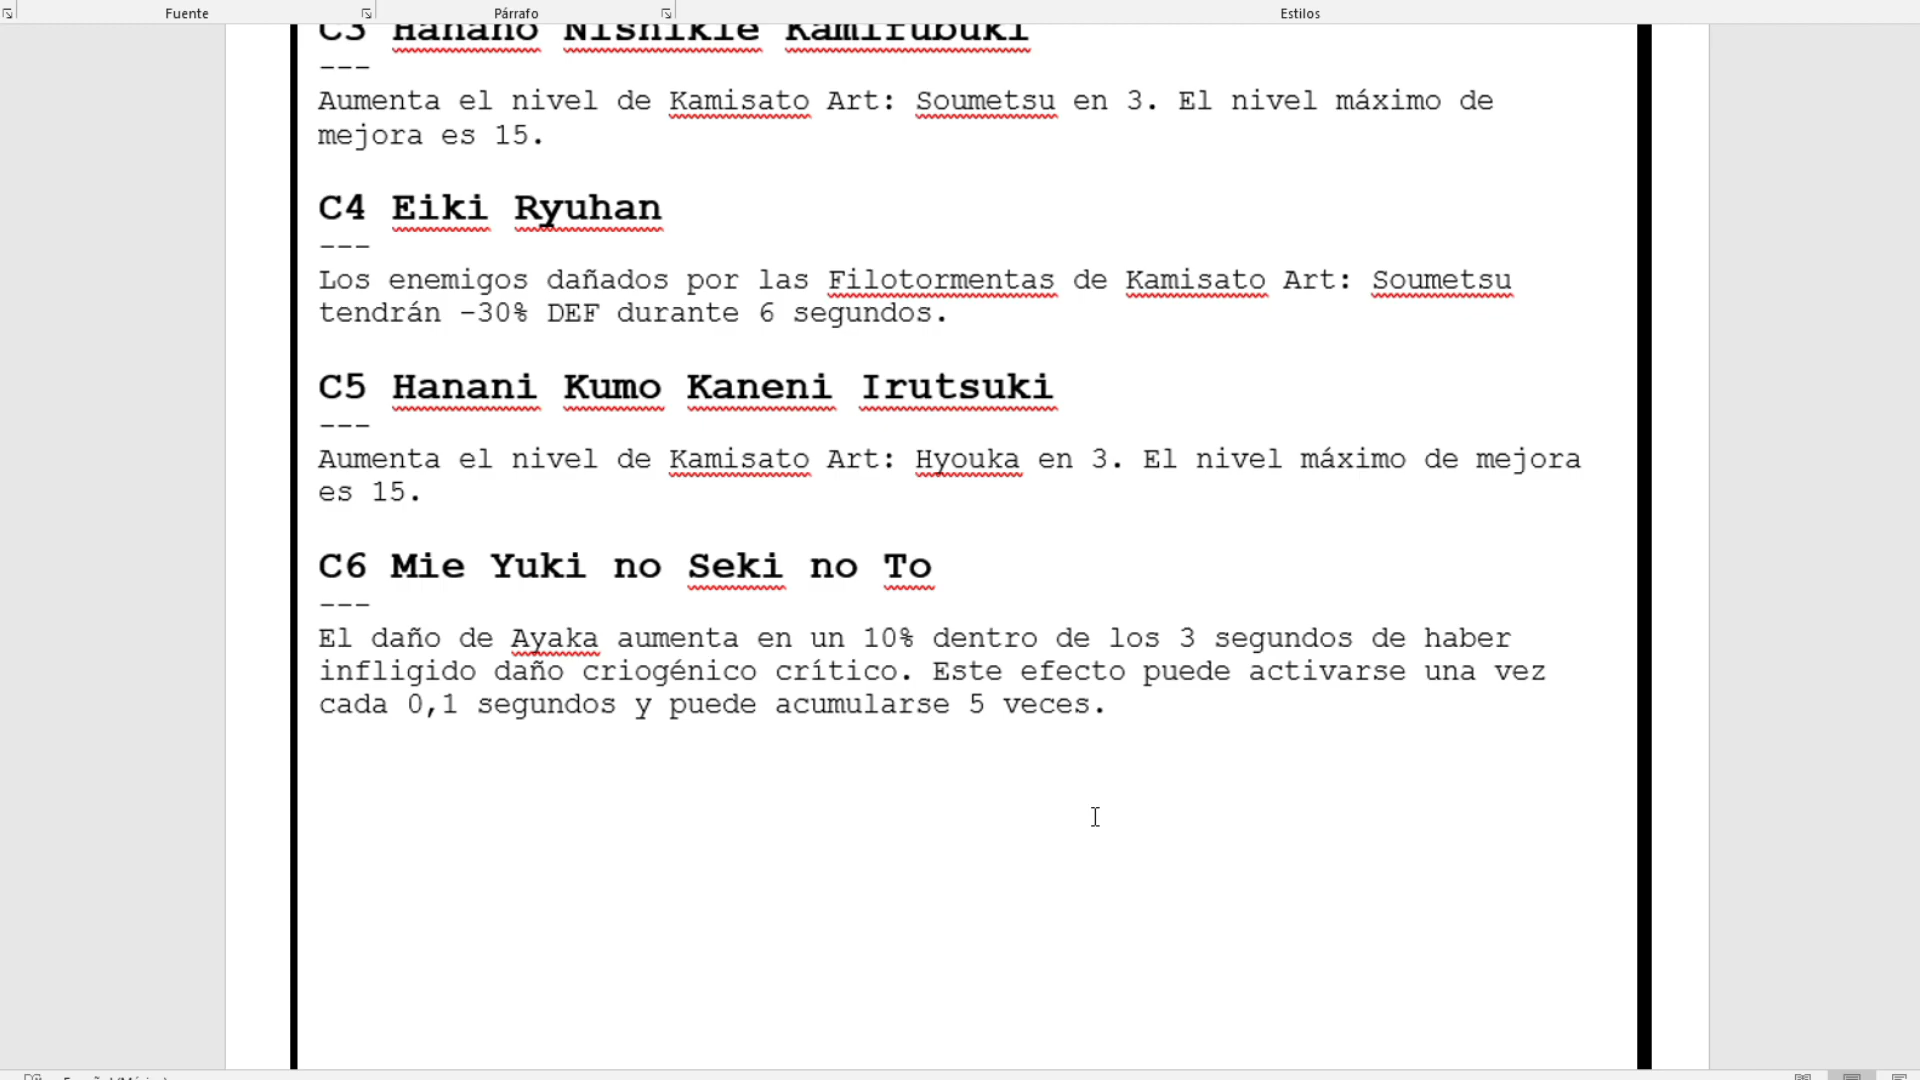 Fuente Párrafo Estilos
C3 Hanano Nishikie Kamifubuki
---
Aumenta el nivel de Kamisato Art: Soumetsu en 3. El nivel máximo de
mejora es 15.
C4 Eiki Ryuhan
---
Los enemigos dañados por las Filotormentas de Kamisato Art: Soumetsu
tendrán -30% DEF durante 6 segundos.
C5 Hanani Kumo Kaneni Irutsuki
---
Aumenta el nivel de Kamisato Art: Hyouka en 3. El nivel máximo de mejora
es 15.
C6 Mie Yuki no Seki no To
---
El daño de Ayaka aumenta en un 10% dentro de los 3 segundos de haber
infligido daño criogénico crítico. Este efecto puede activarse una vez
cada 0,1 segundos y puede acumularse 5 veces.